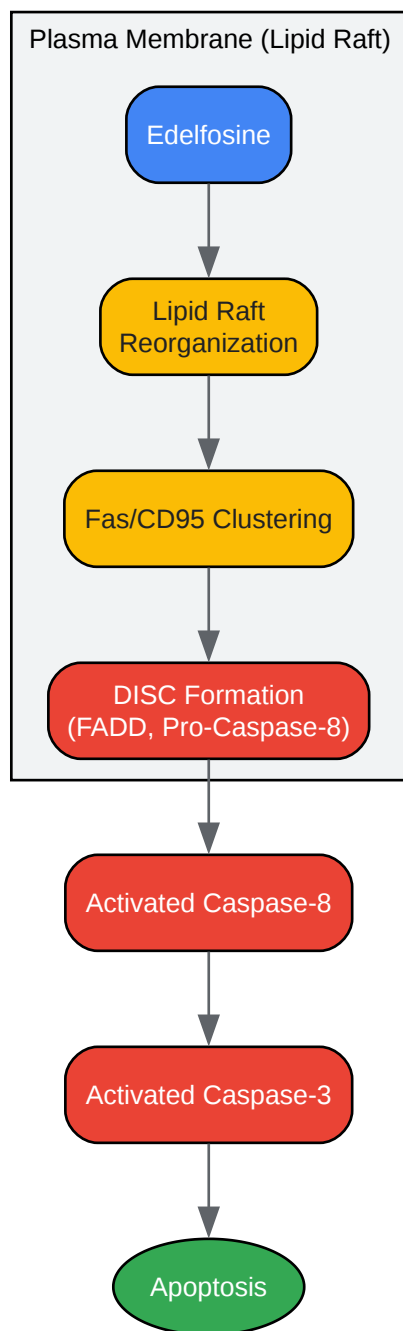 Plasma Membrane (Lipid Raft)
Edelfosine
Lipid Raft
Reorganization
Fas/CD95 Clustering
DISC Formation
(FADD, Pro-Caspase-8)
Activated Caspase-8
Activated Caspase-3
Apoptosis